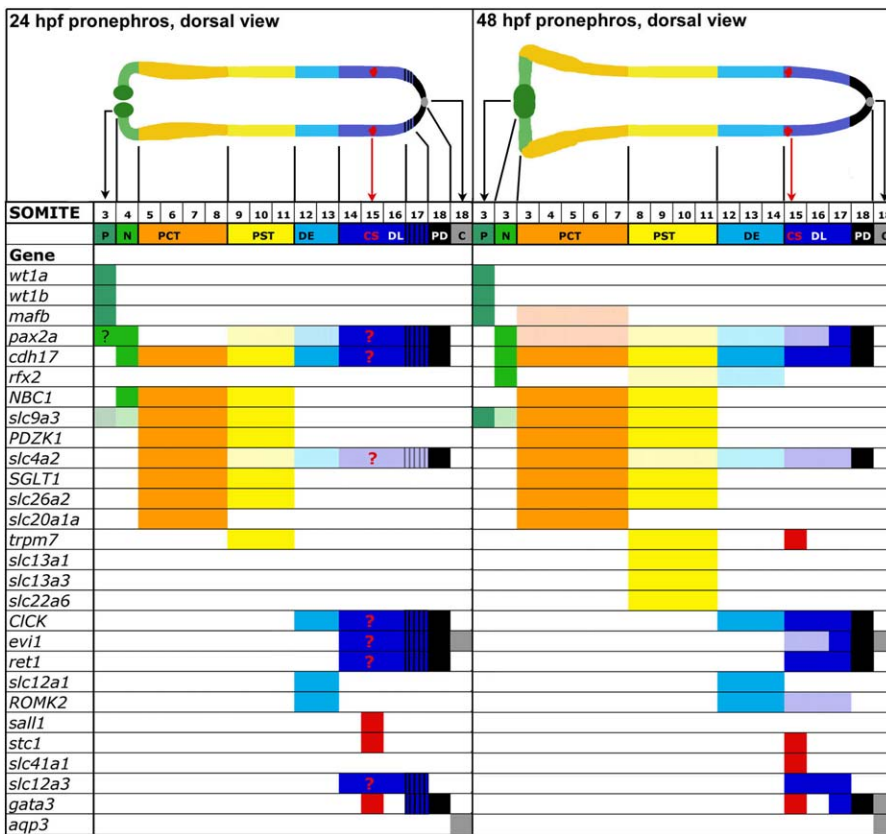 24 hpf pronephros, dorsal view 48 hpf pronephros, dorsal view
SOMITE 3 4 5 6 7 8 9 10 11 12 13 14 15 16 17 18 18 3 3 4 5 6 7 8 9 10 11 12 13 14 15 16 17 18 18
P N PCT PST DE CS DL PD C P N PCT PST DE CS DL PD C
Gene
wt1a
wt1b
mafb
pax2a ? ?
cdh17 ?
rfx2
NBC1
slc9a3
PDZK1
slc4a2 ?
SGLT1
slc26a2
slc20a1a
trpm7
slc13a1
slc13a3
slc22a6
ClCK ?
evi1 ?
ret1 ?
slc12a1
ROMK2
sall1
stc1
slc41a1
slc12a3 ?
gata3
aqp3